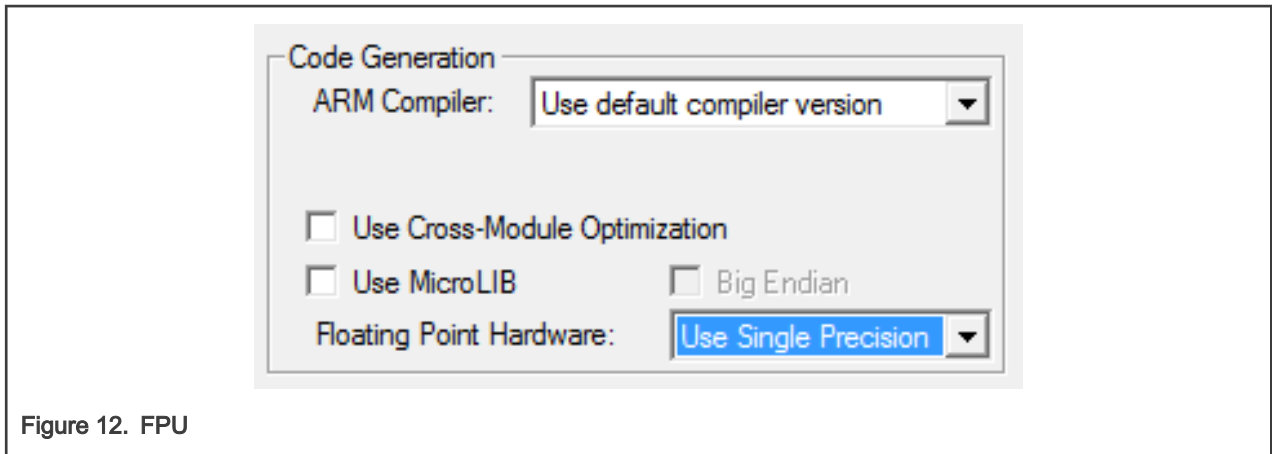 Code Generation
ARM Compiler: Use default compiler version
Use Cross-Module Optimization
Use MicroLIB Big Endian
Floating Point Hardware: Use Single Precision
Figure 12. FPU